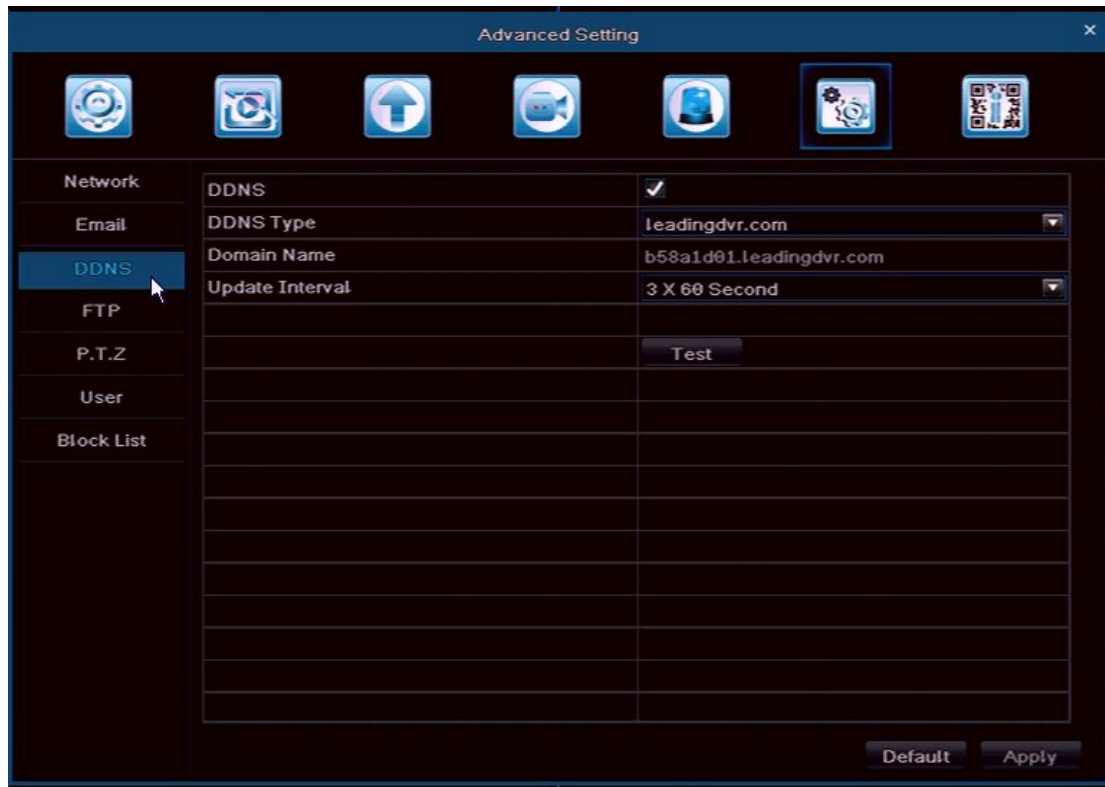 Advanced Setting
Network
Email
DDNS
FTP
P.T.Z
User
Block List
DDNS
DDNS Type leadingdvr.com
Domain Name b58a1d01.leadingdvr.com
Update Interval 3 X 60 Second
Test
Default Apply